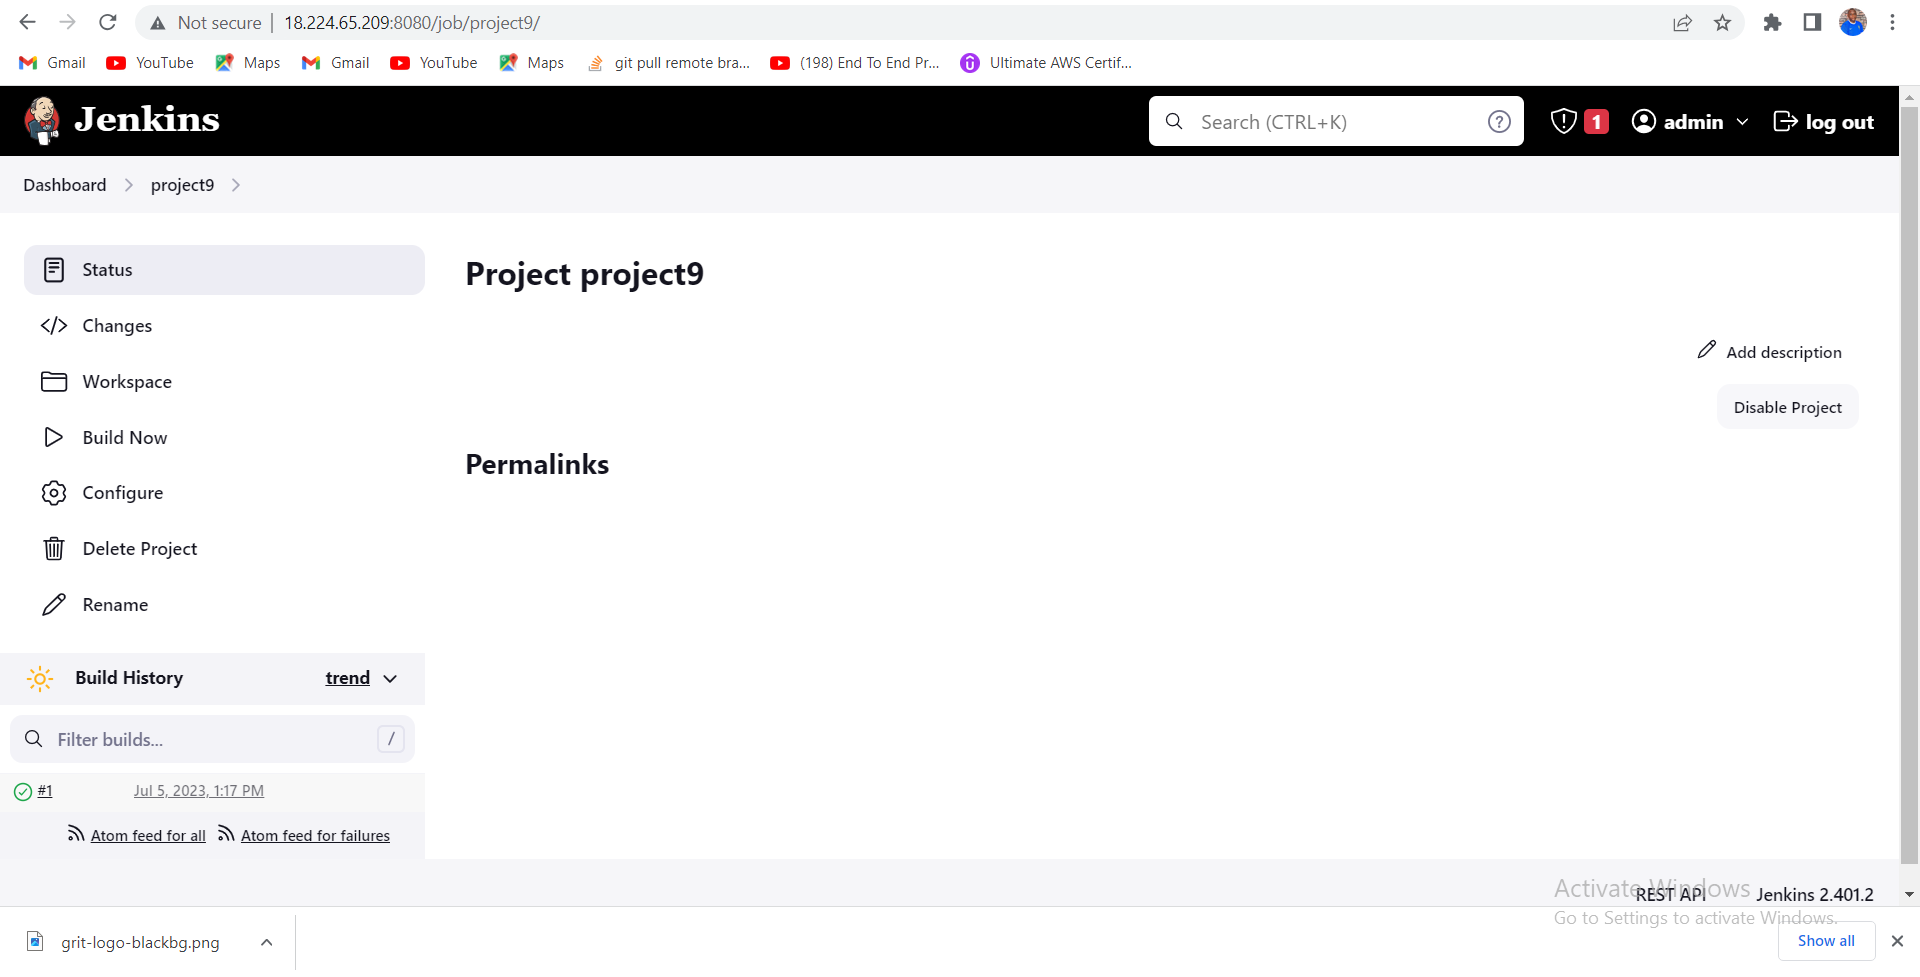 Not secure 18.224.65.209:8080/job/project9/
Gmail YouTube Maps Gmail YouTube Maps git pull remote bra... (198) End To End Pr... Ultimate AWS Certif...
Jenkins Search (CTRL+K) ? 1 admin log out
Dashboard project9
Status
Changes
Workspace
Build Now
Configure
Delete Project
Rename
Build History trend
Filter builds... /
#1 Jul 5, 2023, 1:17 PM
Atom feed for all Atom feed for failures
Project project9
Add description
Disable Project
Permalinks
REST API Jenkins 2.401.2
Activate Windows
Go to Settings to activate Windows.
grit-logo-blackbg.png Show all